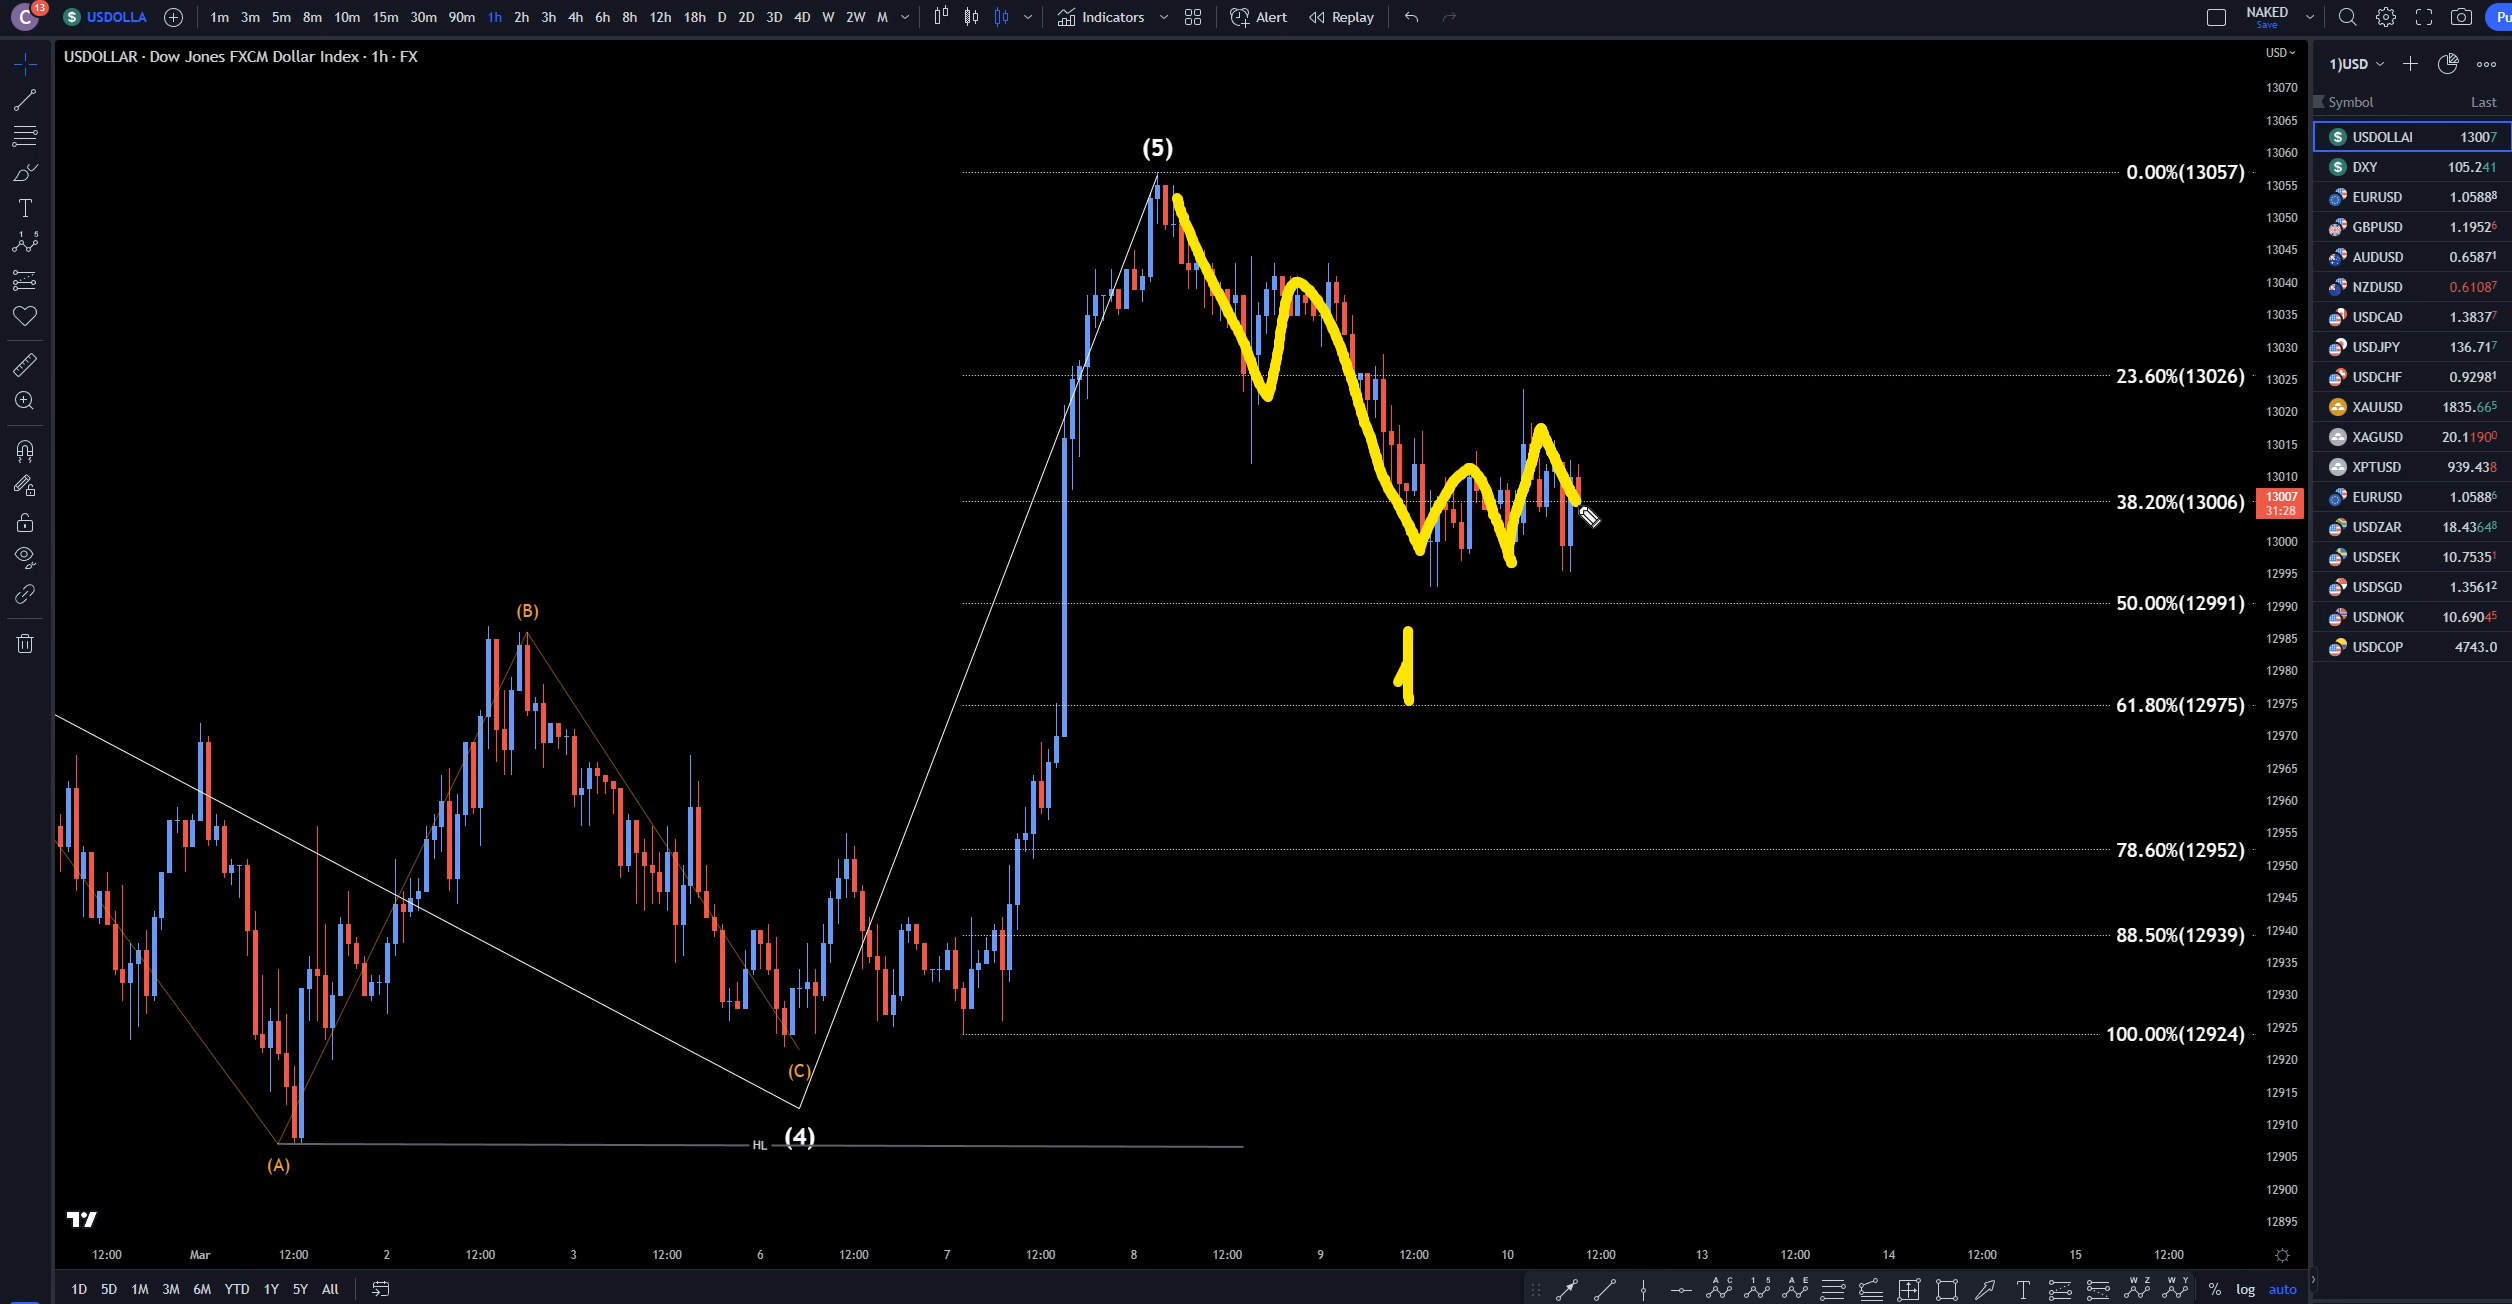 C 13 USDOLLA 1m 3m 5m 8m 10m 15m 30m 90m 1h 2h 3h 4h 6h 8h 12h 18h D 2D 3D 4D W 2W M Indicators Alert Replay NAKED Save Pu
USDOLLAR · Dow Jones FXCM Dollar Index · 1h · FX
USD
1)USD
Symbol Last
USDOLLAI 13007
DXY 105.241
EURUSD 1.05888
GBPUSD 1.19526
AUDUSD 0.65871
NZDUSD 0.61087
USDCAD 1.38377
USDJPY 136.717
USDCHF 0.92981
XAUUSD 1835.665
XAGUSD 20.1190
XPTUSD 939.438
EURUSD 1.05886
USDZAR 18.43648
USDSEK 10.75351
USDSGD 1.35612
USDNOK 10.69045
USDCOP 4743.0
13070
13065
13060
13055
13050
13045
13040
13035
13030
13025
13020
13015
13010
13007
31:28
13000
12995
12990
12985
12980
12975
12970
12965
12960
12955
12950
12945
12940
12935
12930
12925
12920
12915
12910
12905
12900
12895
(5)
0.00%(13057)
23.60%(13026)
38.20%(13006)
50.00%(12991)
61.80%(12975)
78.60%(12952)
88.50%(12939)
100.00%(12924)
1
(B)
(C)
(4)
HL
(A)
12:00 Mar 12:00 2 12:00 3 12:00 6 12:00 7 12:00 8 12:00 9 12:00 10 12:00 13 12:00 14 12:00 15 12:00
1D 5D 1M 3M 6M YTD 1Y 5Y All
A C 1 5 A E T W Z W Y % log auto